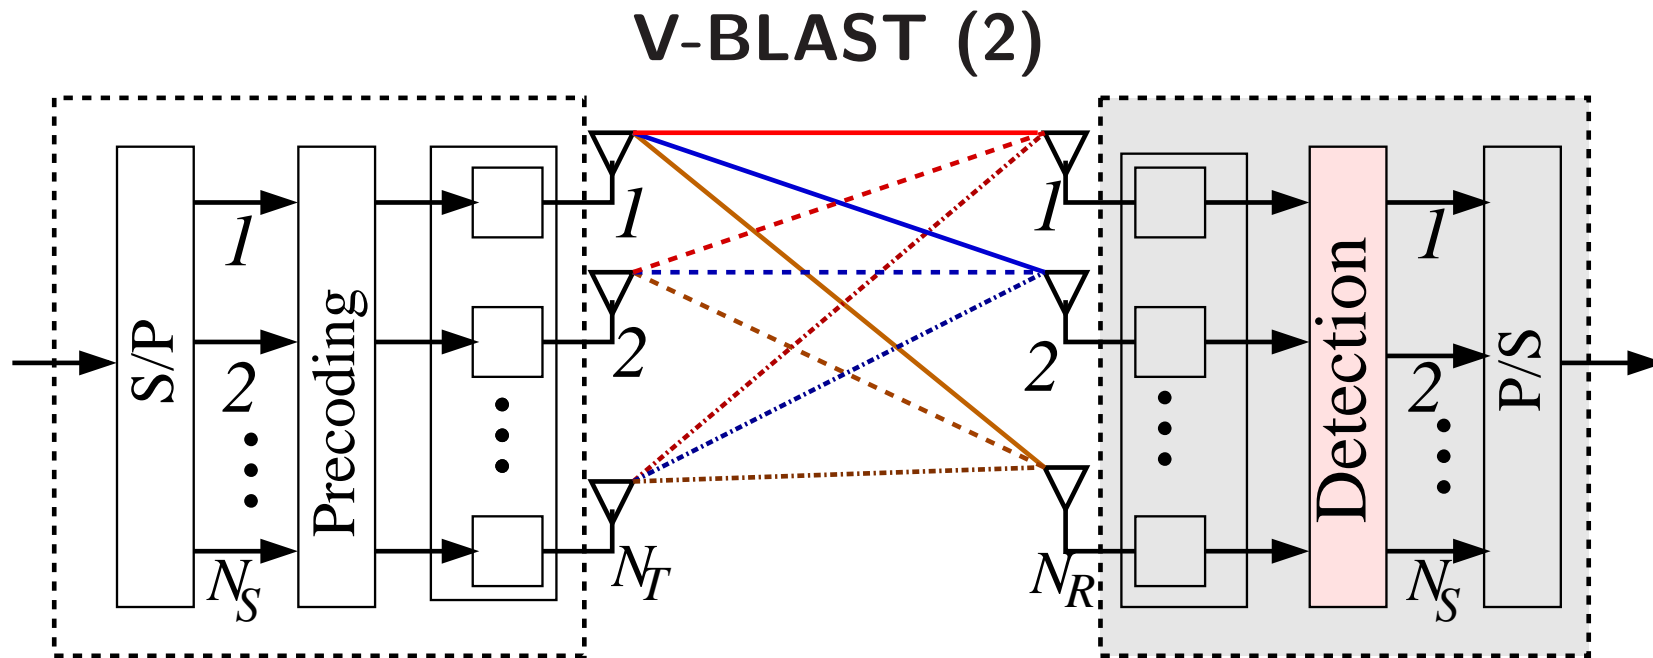 V-BLAST (2)
S/P
1
2
N_S
Precoding
1
2
N_T
1
2
N_R
Detection
1
2
N_S
P/S